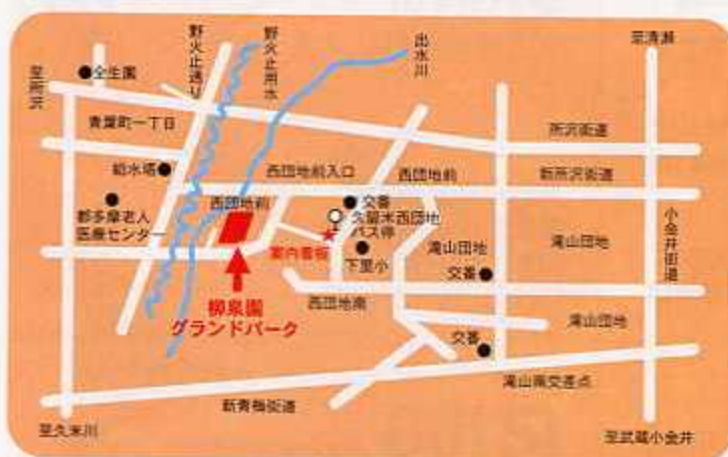 野火止通り
野火止用水
出水川
至清瀬
至所沢
全生園
青葉町一丁目
所沢街道
給水塔
西団地前入口
西団地前
新所沢街道
都多摩老人
医療センター
西団地前
交番
久留米西団地
バス停
案内看板
下里小
滝山団地
滝山団地
小金井街道
交番
西団地南
柳泉園
グランドパーク
滝山団地
交番
滝山南交差点
新青梅街道
至久米川
至武蔵小金井